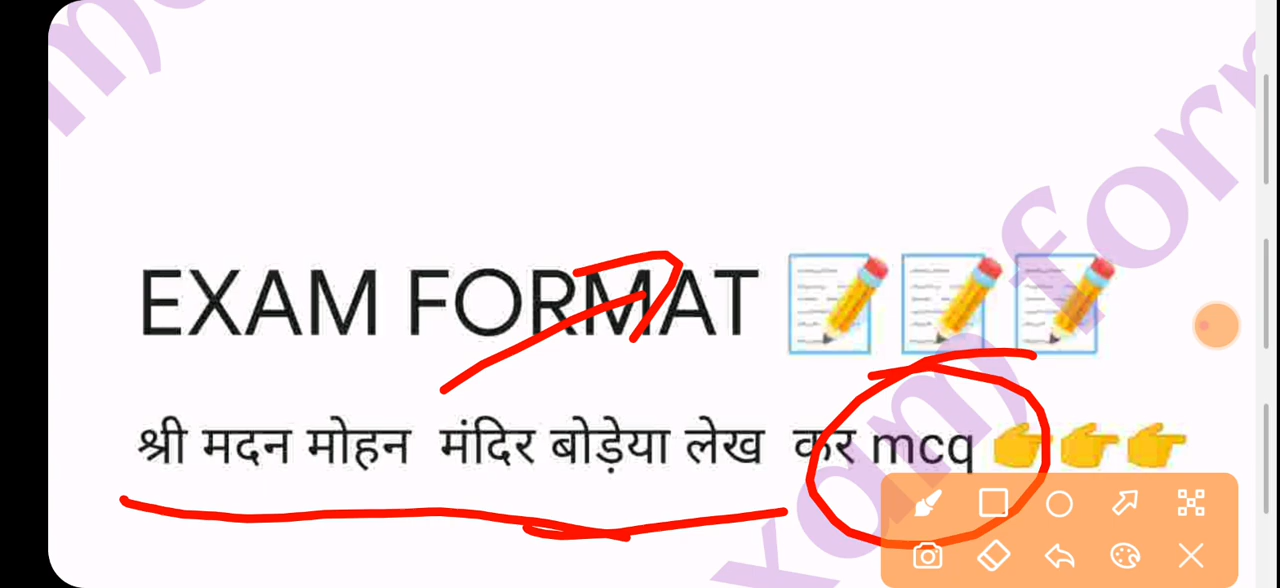 EXAM FORMAT 📝 📝 📝
श्री मदन मोहन मंदिर बोड़ेया लेख कर mcq 👉👉👉